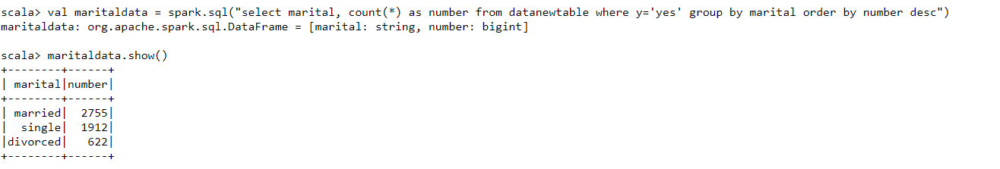 scala> val maritaldata = spark.sql("select marital, count(*) as number from datanewtable where y='yes' group by marital order by number desc")
maritaldata: org.apache.spark.sql.DataFrame = [marital: string, number: bigint]
scala> maritaldata.show()
+--------+------+
| marital|number|
+--------+------+
| married|  2755|
|  single|  1912|
|divorced|   622|
+--------+------+